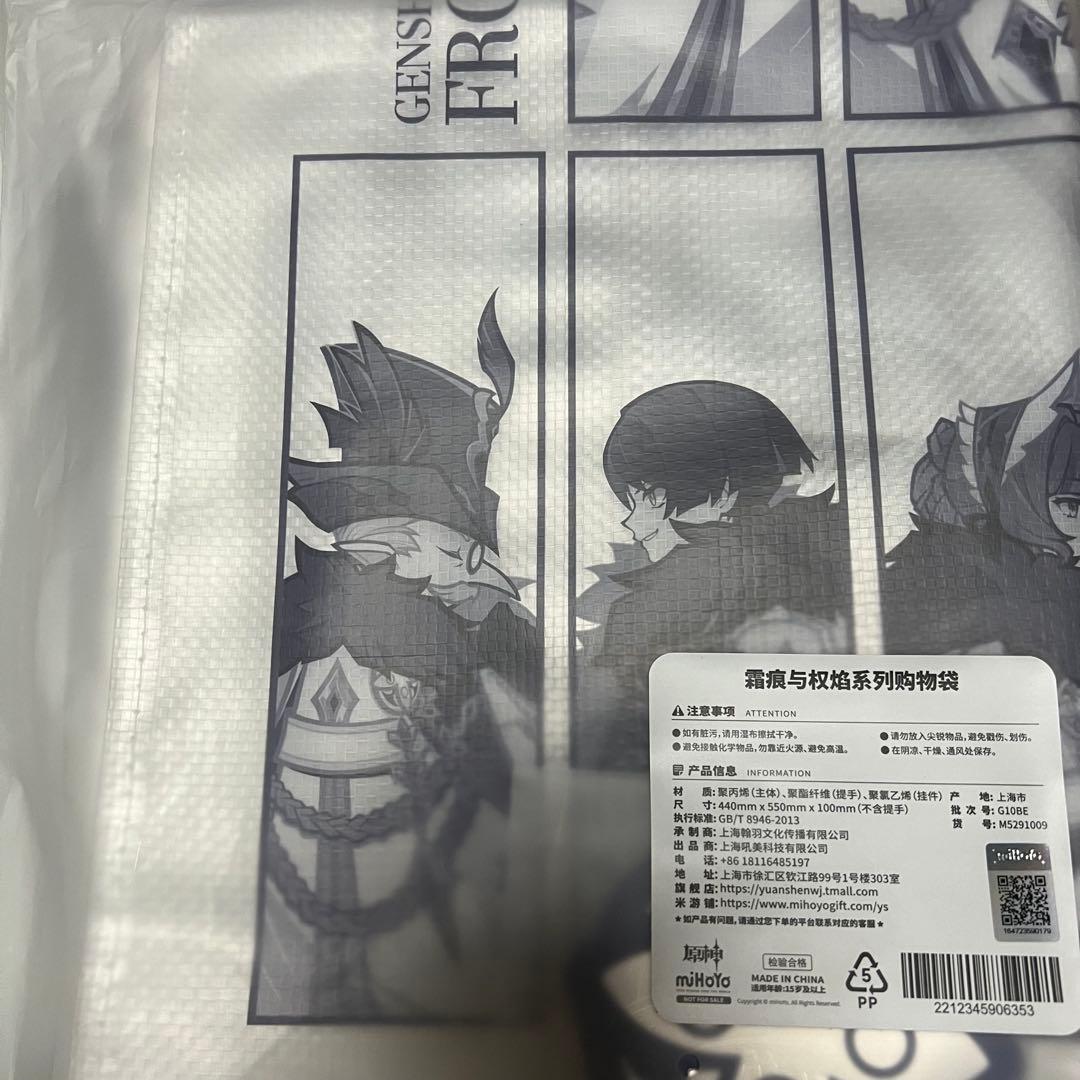 GENSH
FRO
霜痕与权焰系列购物袋
注意事项 ATTENTION
●如有脏污，请用湿布擦拭干净。 ●请勿放入尖锐物品，避免戳伤、划伤。
●避免接触化学物品，勿靠近火源、避免高温。 ●在阴凉、干燥、通风处保存。
产品信息 INFORMATION
材 质：聚丙烯（主体）、聚酯纤维（提手）、聚氯乙烯（挂件） 产 地：上海市
尺 寸：440mm x 550mm x 100mm（不含提手） 批 次 号：G10BE
执行标准：GB/T 8946-2013 货 号：M5291009
承 制 商：上海翰羽文化传播有限公司
出 品 商：上海吼美科技有限公司
电 话：+86 18116485197
地 址：上海市徐汇区钦江路99号1号楼303室
旗 舰 店：https://yuanshenwj.tmall.com
米 游 铺：https://www.mihoyogift.com/ys
★如产品有问题，请通过您下单的平台联系对应的客服★
miHoYo
164723590179
原神
miHoYo
NOT FOR SALE
检验合格
MADE IN CHINA
适用年龄:15岁及以上
Copyright © miHoYo. All Rights Reserved.
5
PP
2212345906353